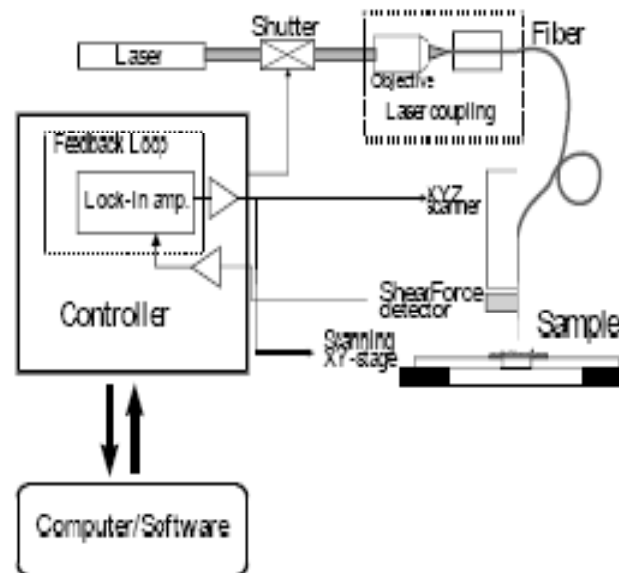 Shutter
Laser
Objective
Fiber
Laser coupling
Feedback Loop
Lock-In amp.
XYZ
scanner
ShearForce
detector
Controller
Scanning
XY-stage
Sample
Computer/Software